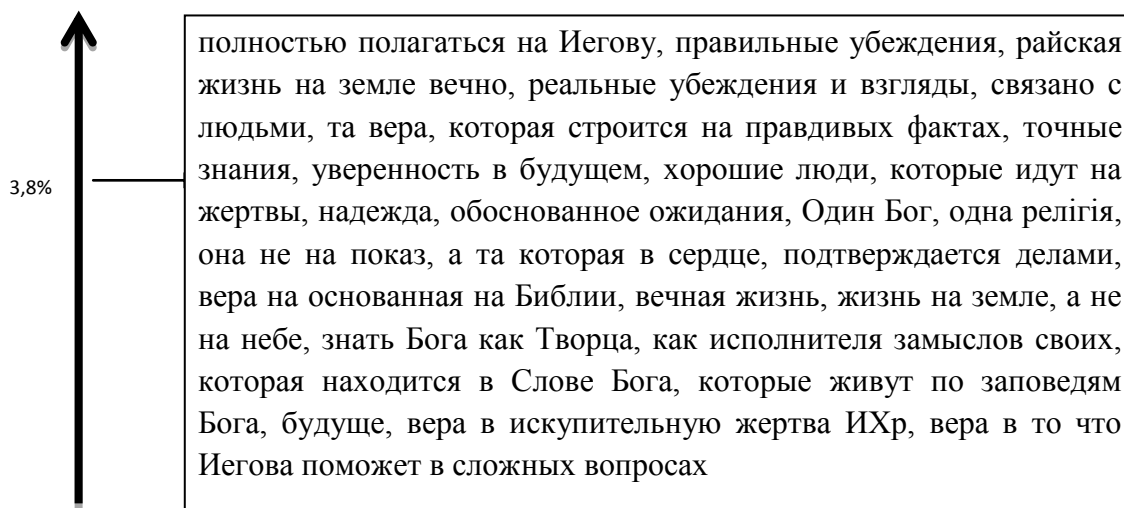 полностью полагаться на Иегову, правильные убеждения, райская
жизнь на земле вечно, реальные убеждения и взгляды, связано с
людьми, та вера, которая строится на правдивых фактах, точные
знания, уверенность в будущем, хорошие люди, которые идут на
3,8%
жертвы, надежда, обоснованное ожидания, Один Бог, одна релігія,
она не на показ, а та которая в сердце, подтверждается делами,
вера на основанная на Библии, вечная жизнь, жизнь на земле, а не
на небе, знать Бога как Творца, как исполнителя замыслов своих,
которая находится в Слове Бога, которые живут по заповедям
Бога, будуще, вера в искупительную жертва ИХр, вера в то что
Иегова поможет в сложных вопросах